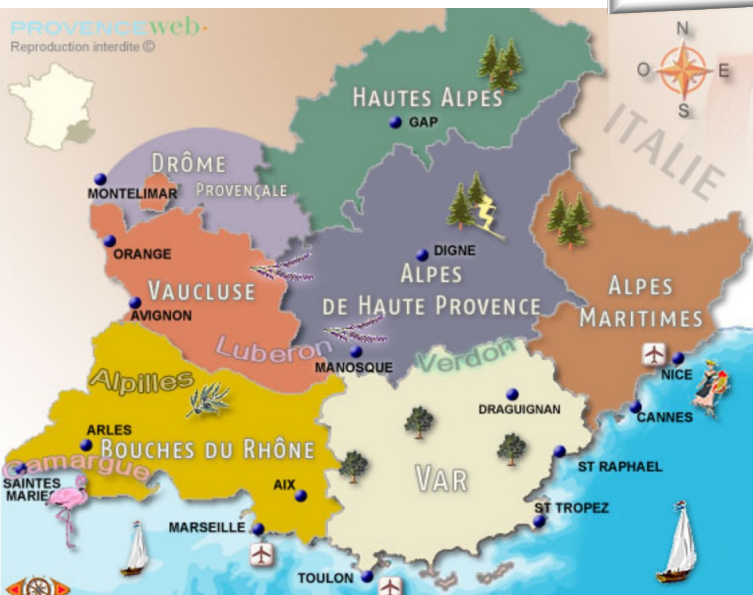 PROVENCE web
Reproduction interdite ©
N
O
E
S
ITALIE
HAUTES ALPES
GAP
DRÔME
PROVENÇALE
MONTELIMAR
ORANGE
DIGNE
VAUCLUSE
ALPES
DE HAUTE PROVENCE
ALPES
MARITIMES
AVIGNON
Luberon
MANOSQUE
Verdon
NICE
Alpilles
DRAGUIGNAN
CANNES
ARLES
BOUCHES DU RHÔNE
Camargue
ST RAPHAEL
SAINTES
MARIES
AIX
VAR
ST TROPEZ
MARSEILLE
TOULON